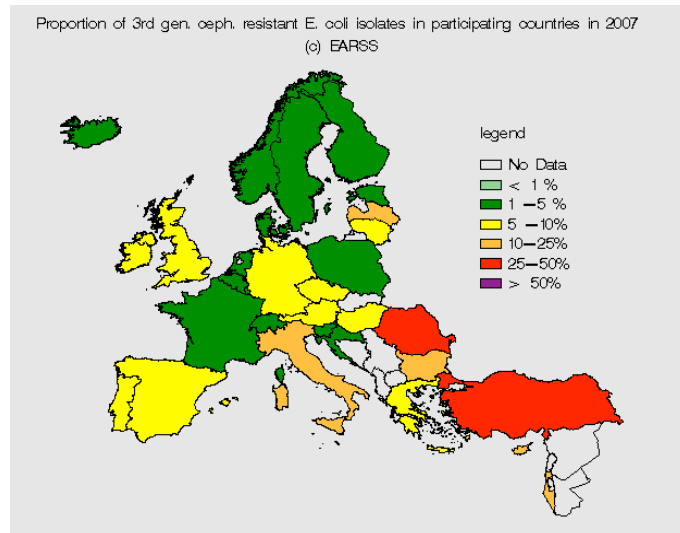 Proportion of 3rd gen. ceph. resistant E. coli isolates in participating countries in 2007
(c) EARSS
legend
No Data
< 1 %
1 –5 %
5 –10%
10–25%
25–50%
> 50%